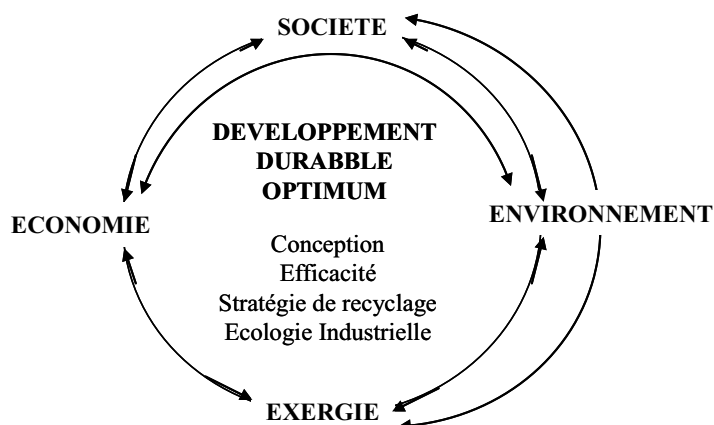 SOCIETE
DEVELOPPEMENT
DURABBLE
OPTIMUM
ECONOMIE
ENVIRONNEMENT
Conception
Efficacité
Stratégie de recyclage
Ecologie Industrielle
EXERGIE